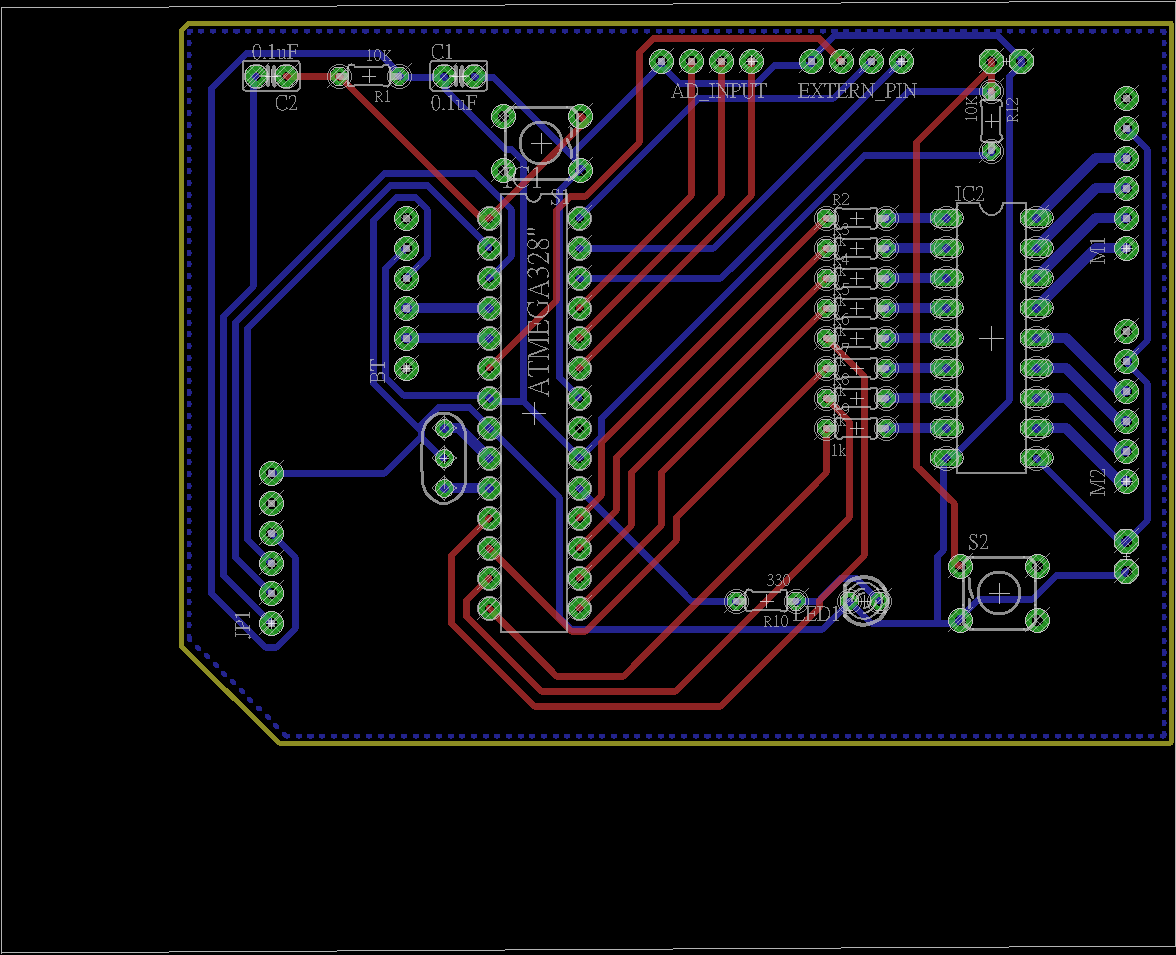 0.1uF
10K
C1
C2
R1
0.1uF
AD_INPUT
EXTERN_PIN
10K
R12
IC1
S1
R2
IC2
ATMEGA328"
M1
BT
1k
M2
S2
330
R10
LED1
JP1